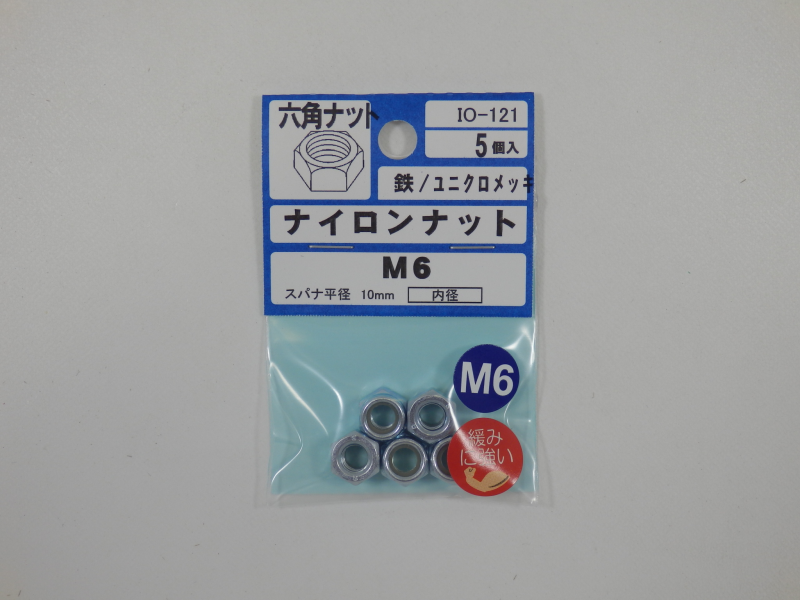 六角ナット
IO-121
5個入
鉄/ユニクロメッキ
ナイロンナット
M6
スパナ平径 10mm 内径
M6
緩み
に強い